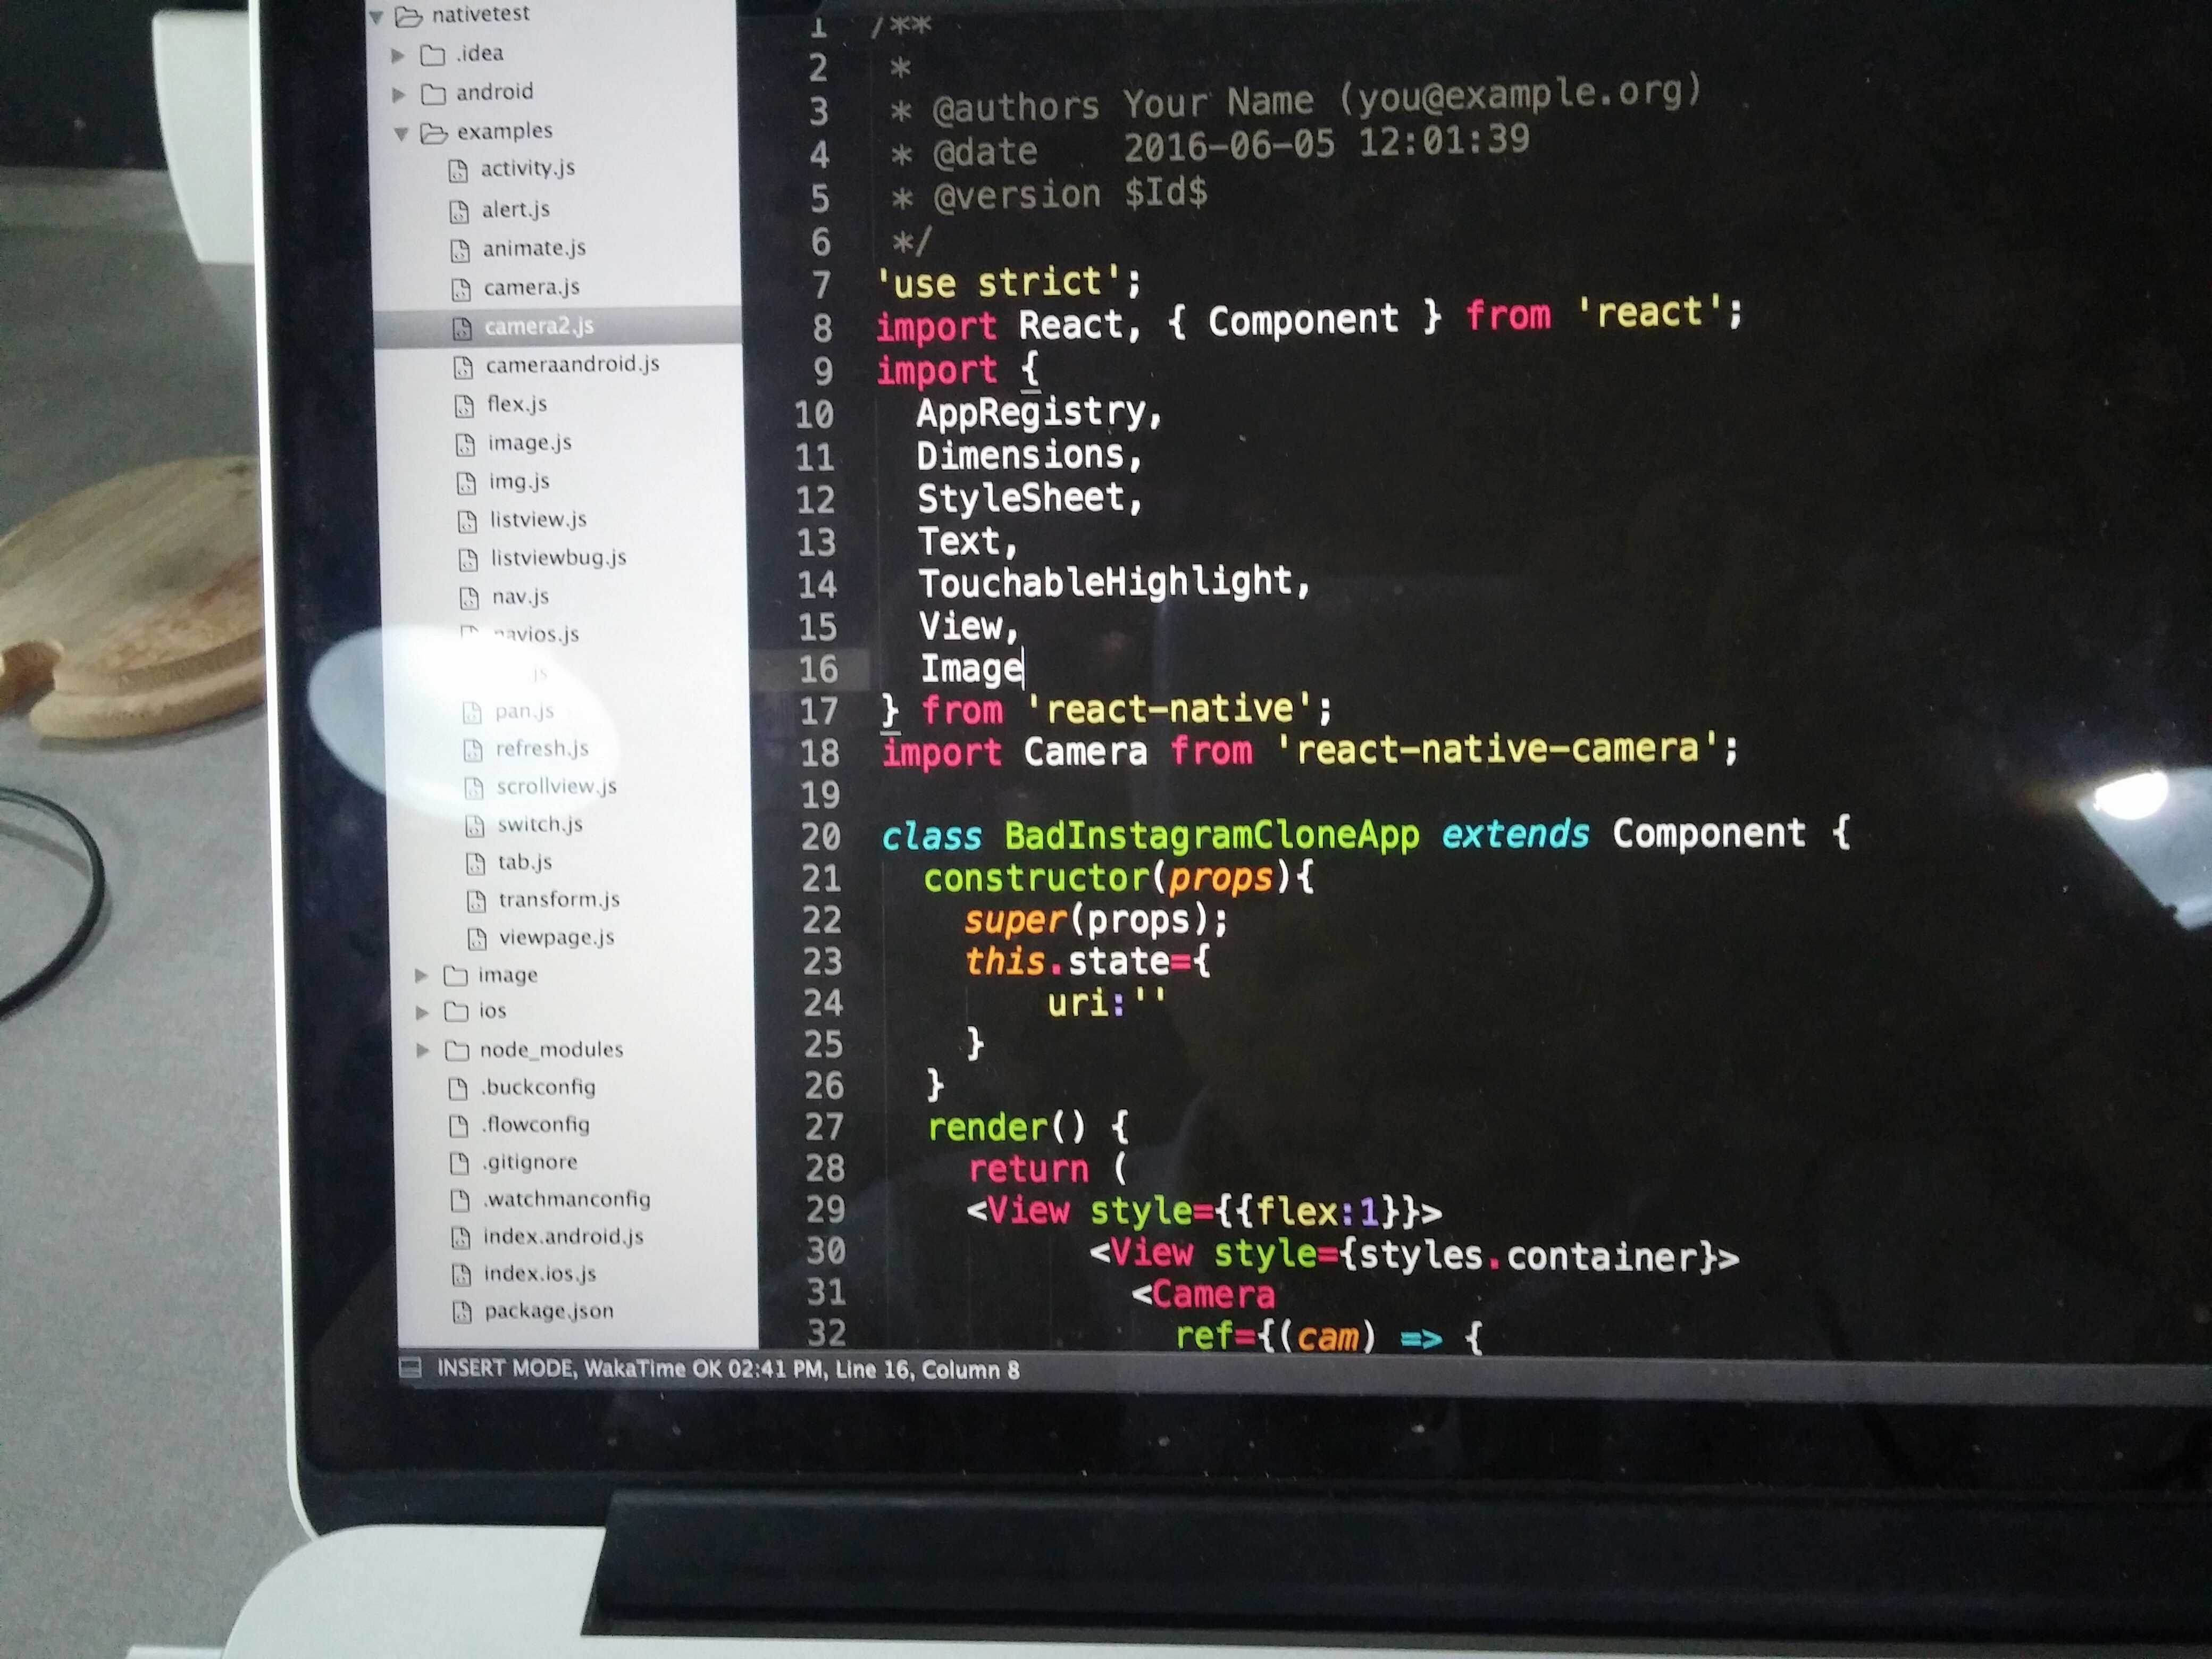 nativetest
.idea
android
examples
activity.js
alert.js
animate.js
camera.js
camera2.js
cameraandroid.js
flex.js
image.js
img.js
listview.js
listviewbug.js
nav.js
navios.js
js
pan.js
refresh.js
scrollview.js
switch.js
tab.js
transform.js
viewpage.js
image
ios
node_modules
.buckconfig
.flowconfig
.gitignore
.watchmanconfig
index.android.js
index.ios.js
package.json
1 /**
2 *
3 * @authors Your Name (you@example.org)
4 * @date    2016-06-05 12:01:39
5 * @version $Id$
6 */
7 'use strict';
8 import React, { Component } from 'react';
9 import {
10 AppRegistry,
11 Dimensions,
12 StyleSheet,
13 Text,
14 TouchableHighlight,
15 View,
16 Image
17 } from 'react-native';
18 import Camera from 'react-native-camera';
19
20 class BadInstagramCloneApp extends Component {
21 constructor(props){
22 super(props);
23 this.state={
24 uri:''
25 }
26 }
27 render() {
28 return (
29 <View style={{flex:1}}>
30 <View style={styles.container}>
31 <Camera
32 ref={(cam) => {
INSERT MODE, WakaTime OK 02:41 PM, Line 16, Column 8